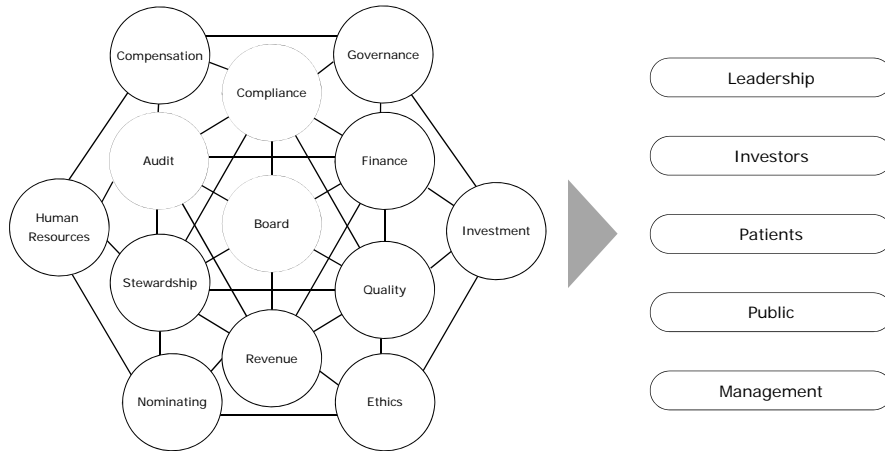 Compensation
Governance
Compliance
Audit
Finance
Human
Resources
Board
Investment
Stewardship
Quality
Revenue
Nominating
Ethics
Leadership
Investors
Patients
Public
Management